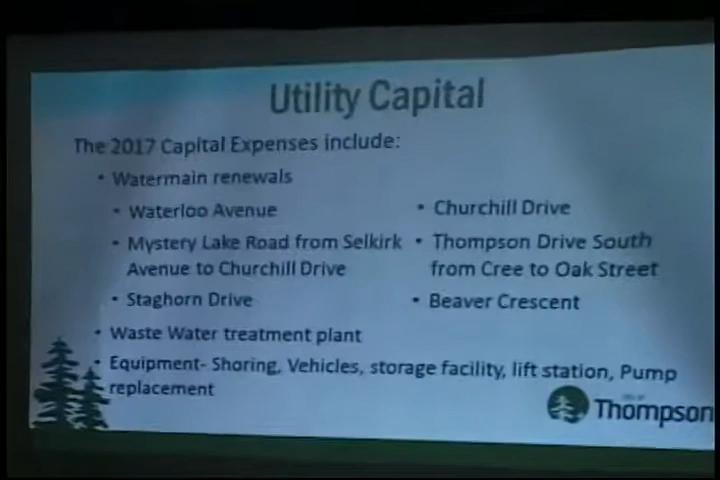 Utility Capital
The 2017 Capital Expenses include:
• Watermain renewals
• Waterloo Avenue
• Mystery Lake Road from Selkirk
Avenue to Churchill Drive
• Staghorn Drive
• Churchill Drive
• Thompson Drive South
from Cree to Oak Street
• Beaver Crescent
• Waste Water treatment plant
• Equipment- Shoring, Vehicles, storage facility, lift station, Pump
replacement
Thompson